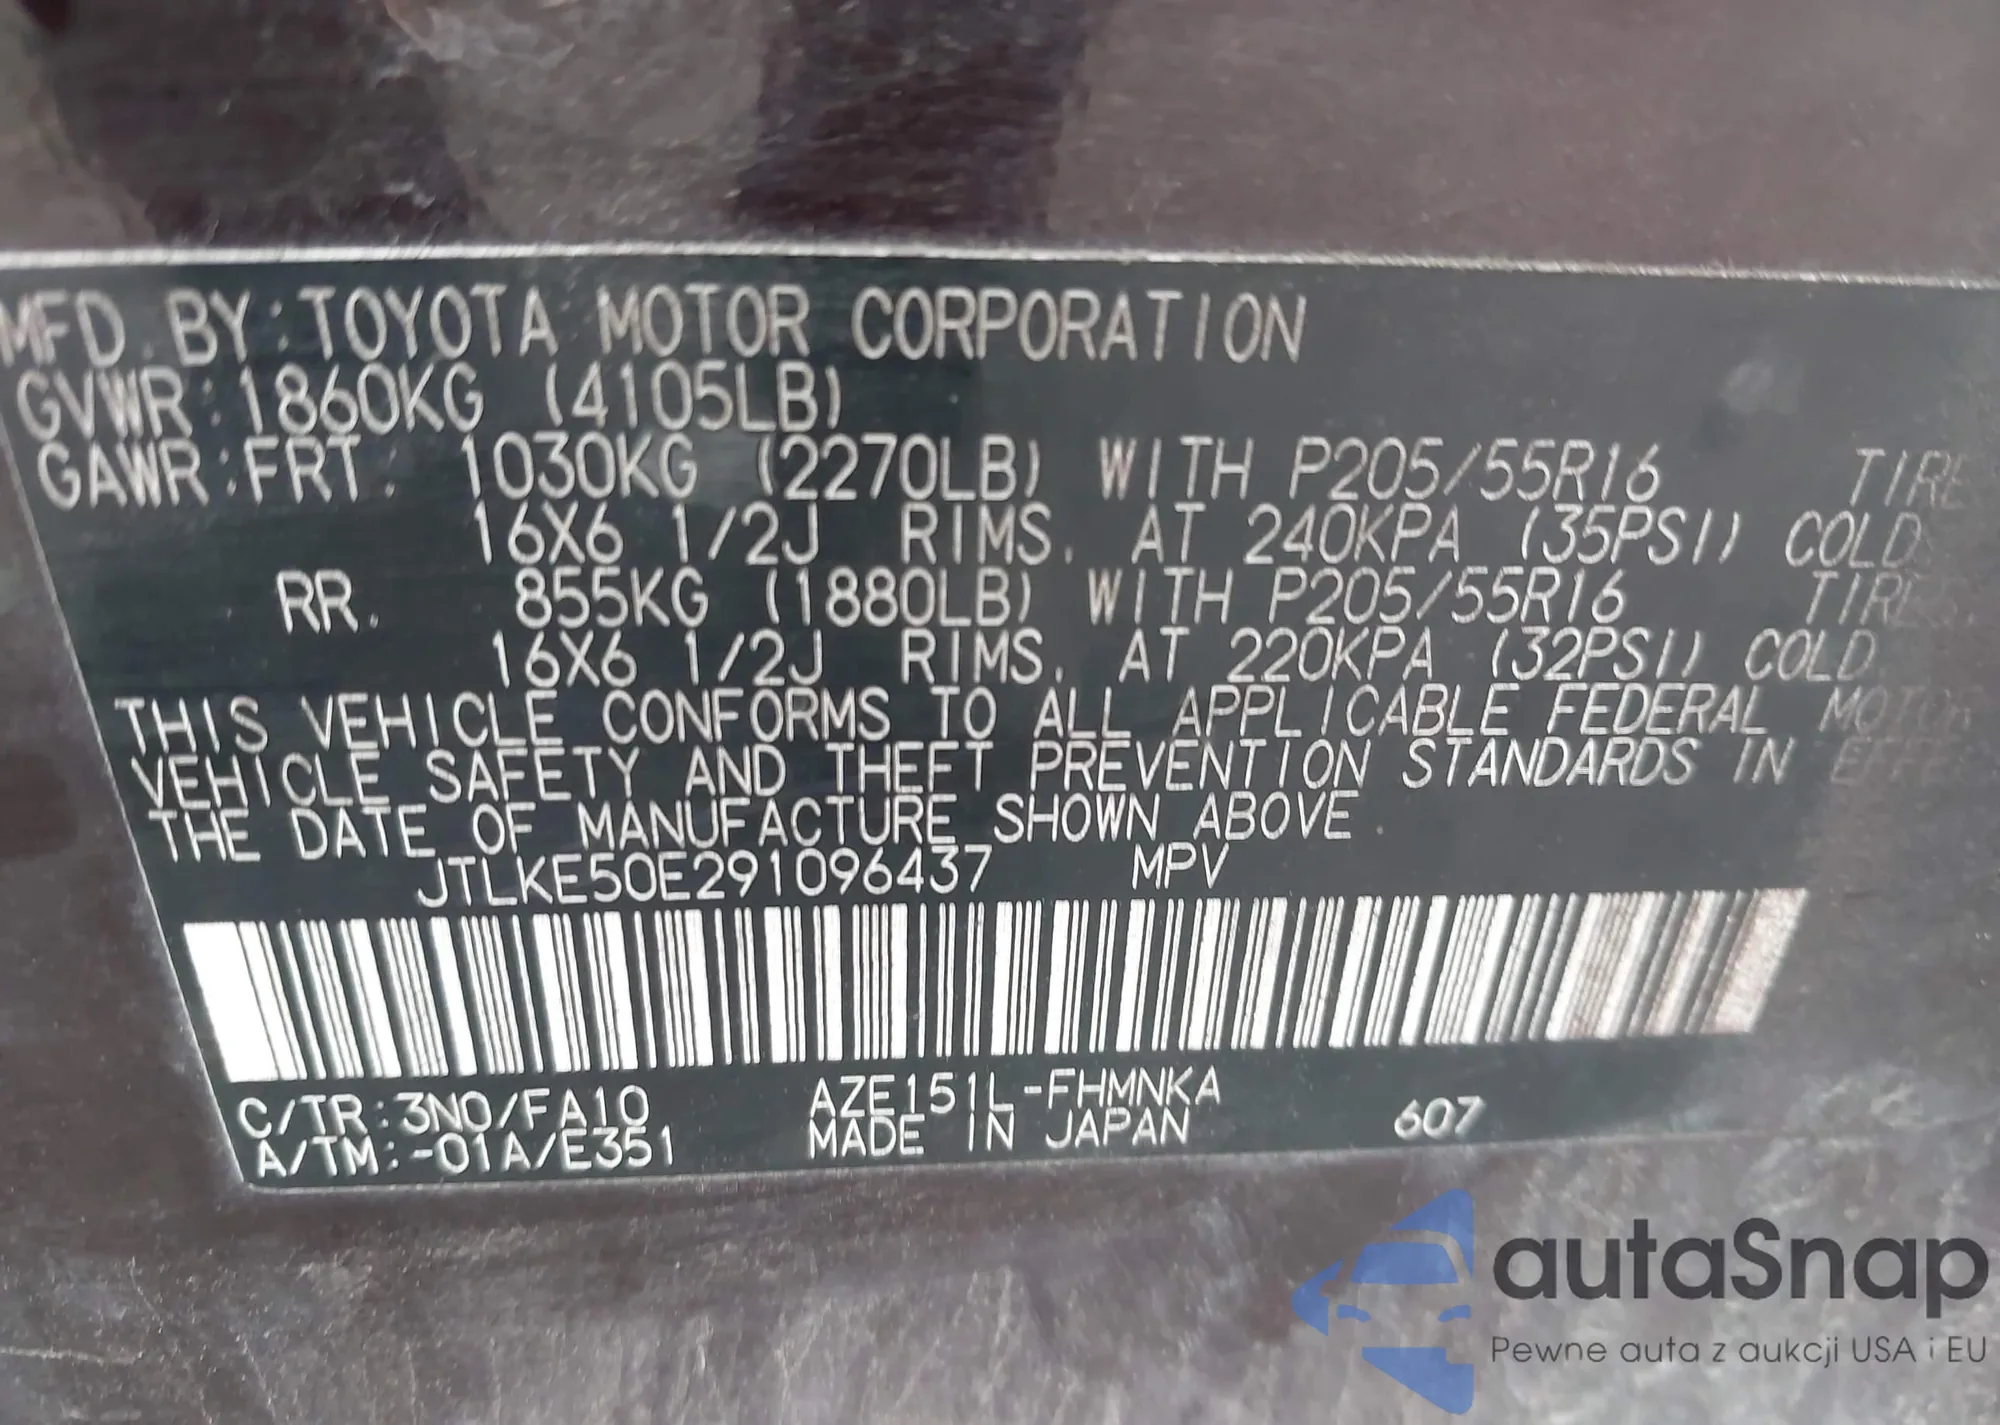 MFD. BY:TOYOTA MOTOR CORPORATION
GVWR:1860KG (4105LB)
GAWR:FRT. 1030KG (2270LB) WITH P205/55R16 TIRE
16X6 1/2J RIMS, AT 240KPA (35PSI) COLD
RR. 855KG (1880LB) WITH P205/55R16 TIRE
16X6 1/2J RIMS, AT 220KPA (32PSI) COLD
THIS VEHICLE CONFORMS TO ALL APPLICABLE FEDERAL MOTOR
VEHICLE SAFETY AND THEFT PREVENTION STANDARDS IN
THE DATE OF MANUFACTURE SHOWN ABOVE.
JTLKE50E291096437 MPV
C/TR:3N0/FA10 AZE151L-FHMNKA 607
A/TM:-01A/E351 MADE IN JAPAN
autaSnap
Pewne auta z aukcji USA i EU